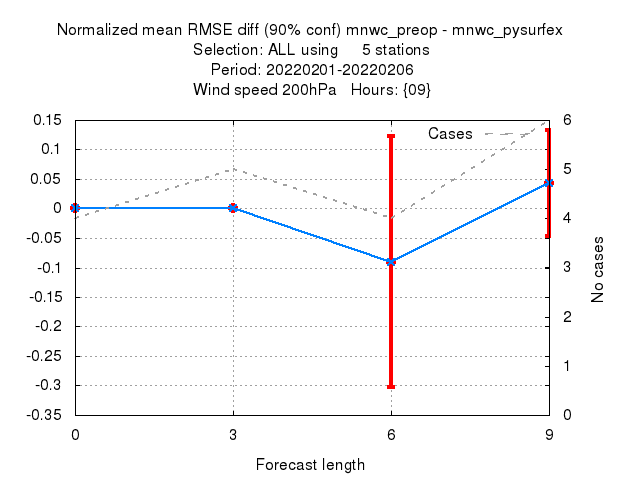 Normalized mean RMSE diff (90% conf) mnwc_preop - mnwc_pysurfex
Selection: ALL using     5 stations
Period: 20220201-20220206
Wind speed 200hPa   Hours: {09}
Cases
0.15
0.1
0.05
0
-0.05
-0.1
-0.15
-0.2
-0.25
-0.3
-0.35
6
5
4
3
2
1
0
No cases
0 3 6 9
Forecast length